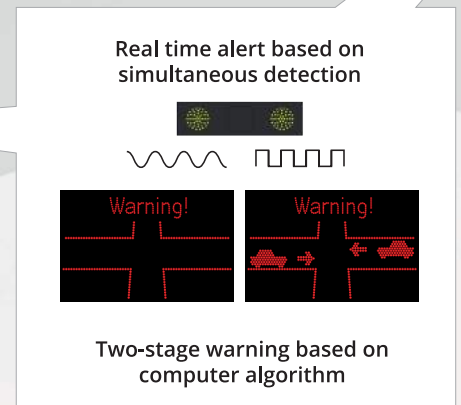 Real time alert based on
simultaneous detection
Warning!
Warning!
Two-stage warning based on
computer algorithm